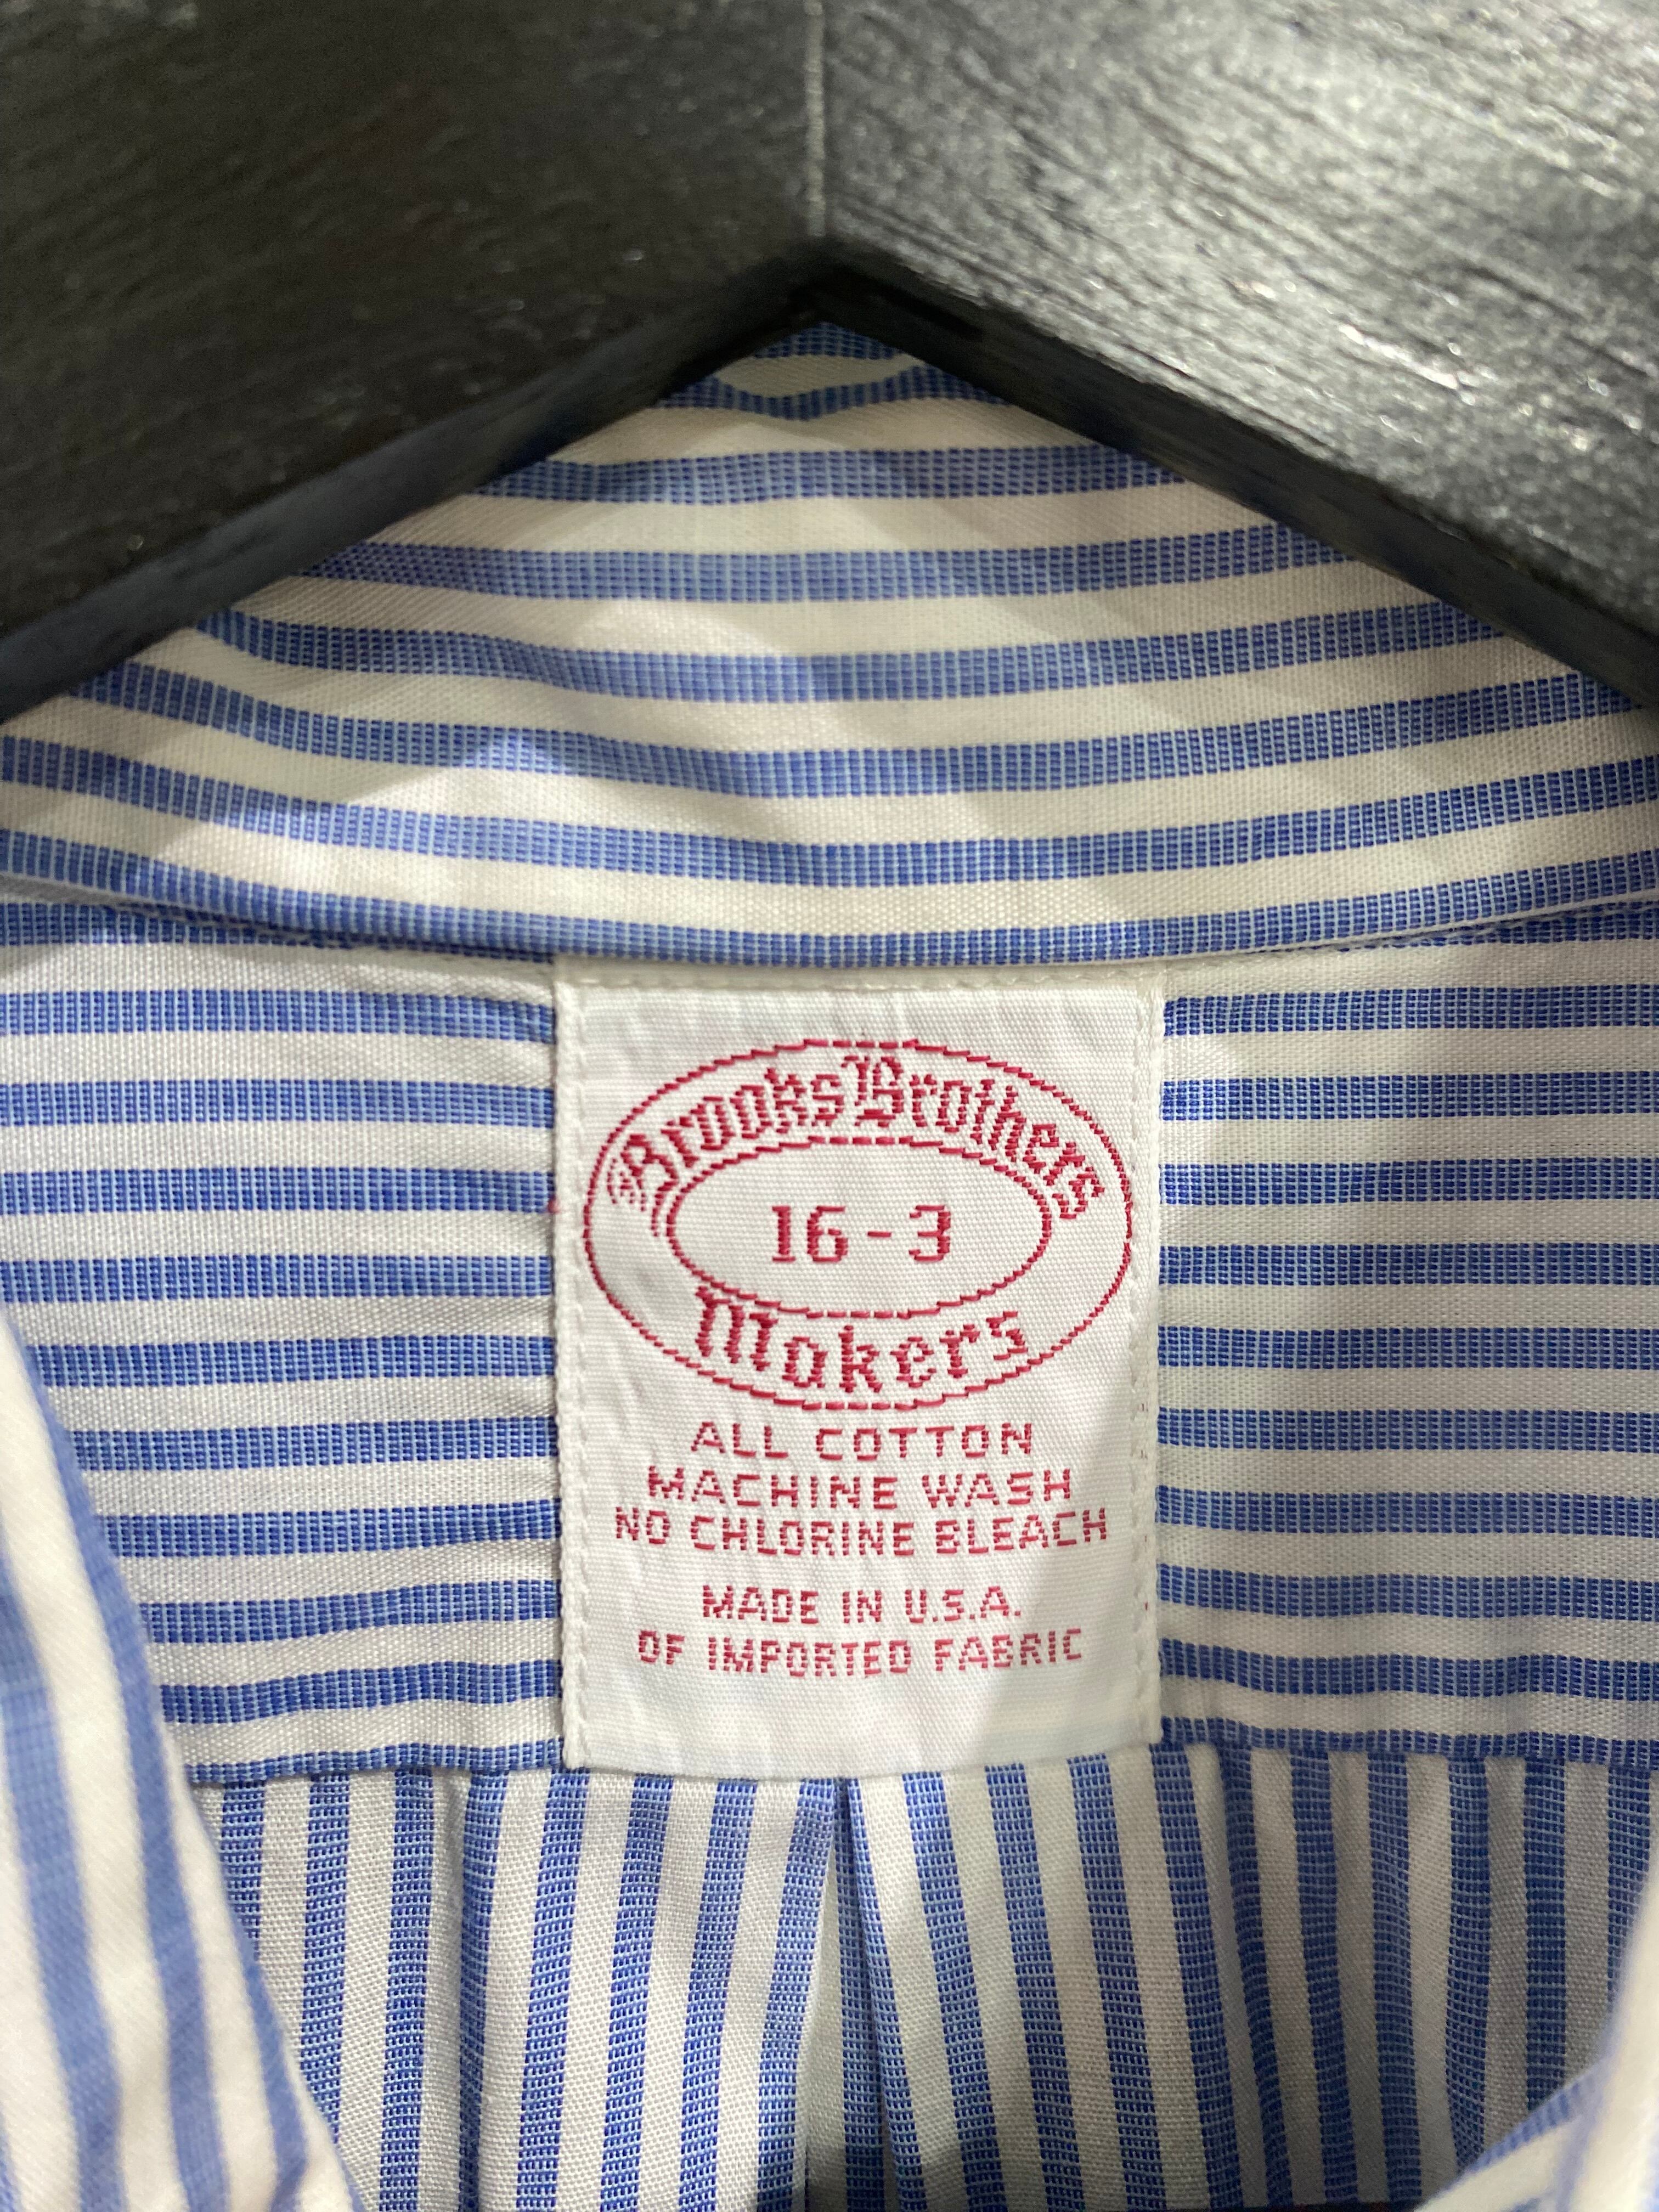 Brooks Brothers
16-3
Makers
ALL COTTON
MACHINE WASH
NO CHLORINE BLEACH
MADE IN U.S.A.
OF IMPORTED FABRIC